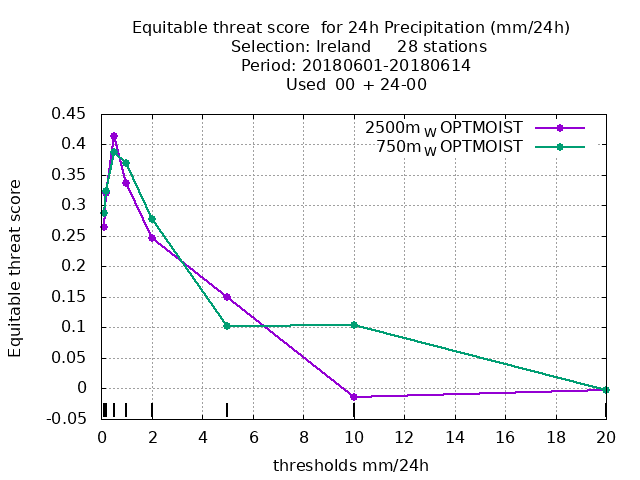 Equitable threat score for 24h Precipitation (mm/24h)
Selection: Ireland 28 stations
Period: 20180601-20180614
Used 00 + 24-00
2500m W OPTMOIST
750m W OPTMOIST
Equitable threat score
0.45
0.4
0.35
0.3
0.25
0.2
0.15
0.1
0.05
0
-0.05
0 2 4 6 8 10 12 14 16 18 20
thresholds mm/24h